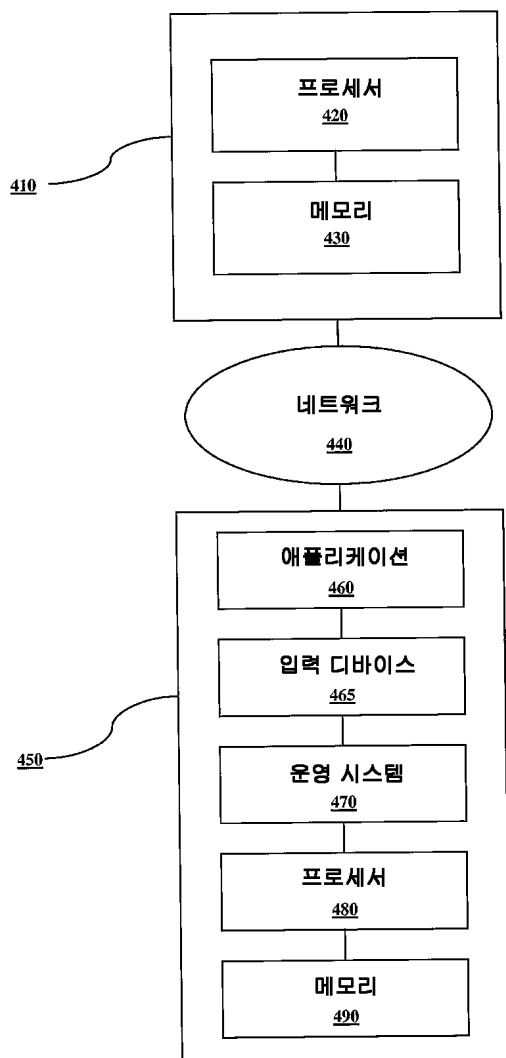 프로세서
420
410
메모리
430
네트워크
440
애플리케이션
460
입력 디바이스
465
450
운영 시스템
470
프로세서
480
메모리
490